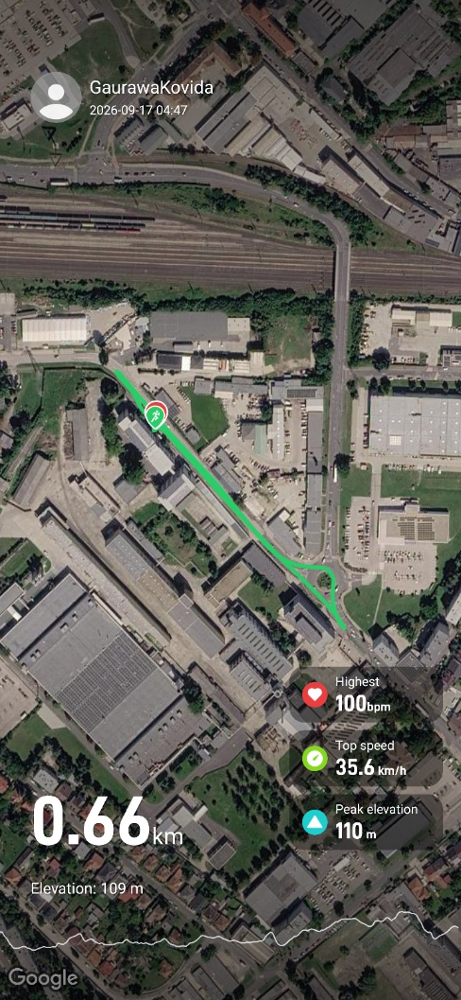 GaurawaKovida
2026-09-17 04:47
Highest
100bpm
Top speed
35.6 km/h
Peak elevation
110 m
0.66km
Elevation: 109 m
Google